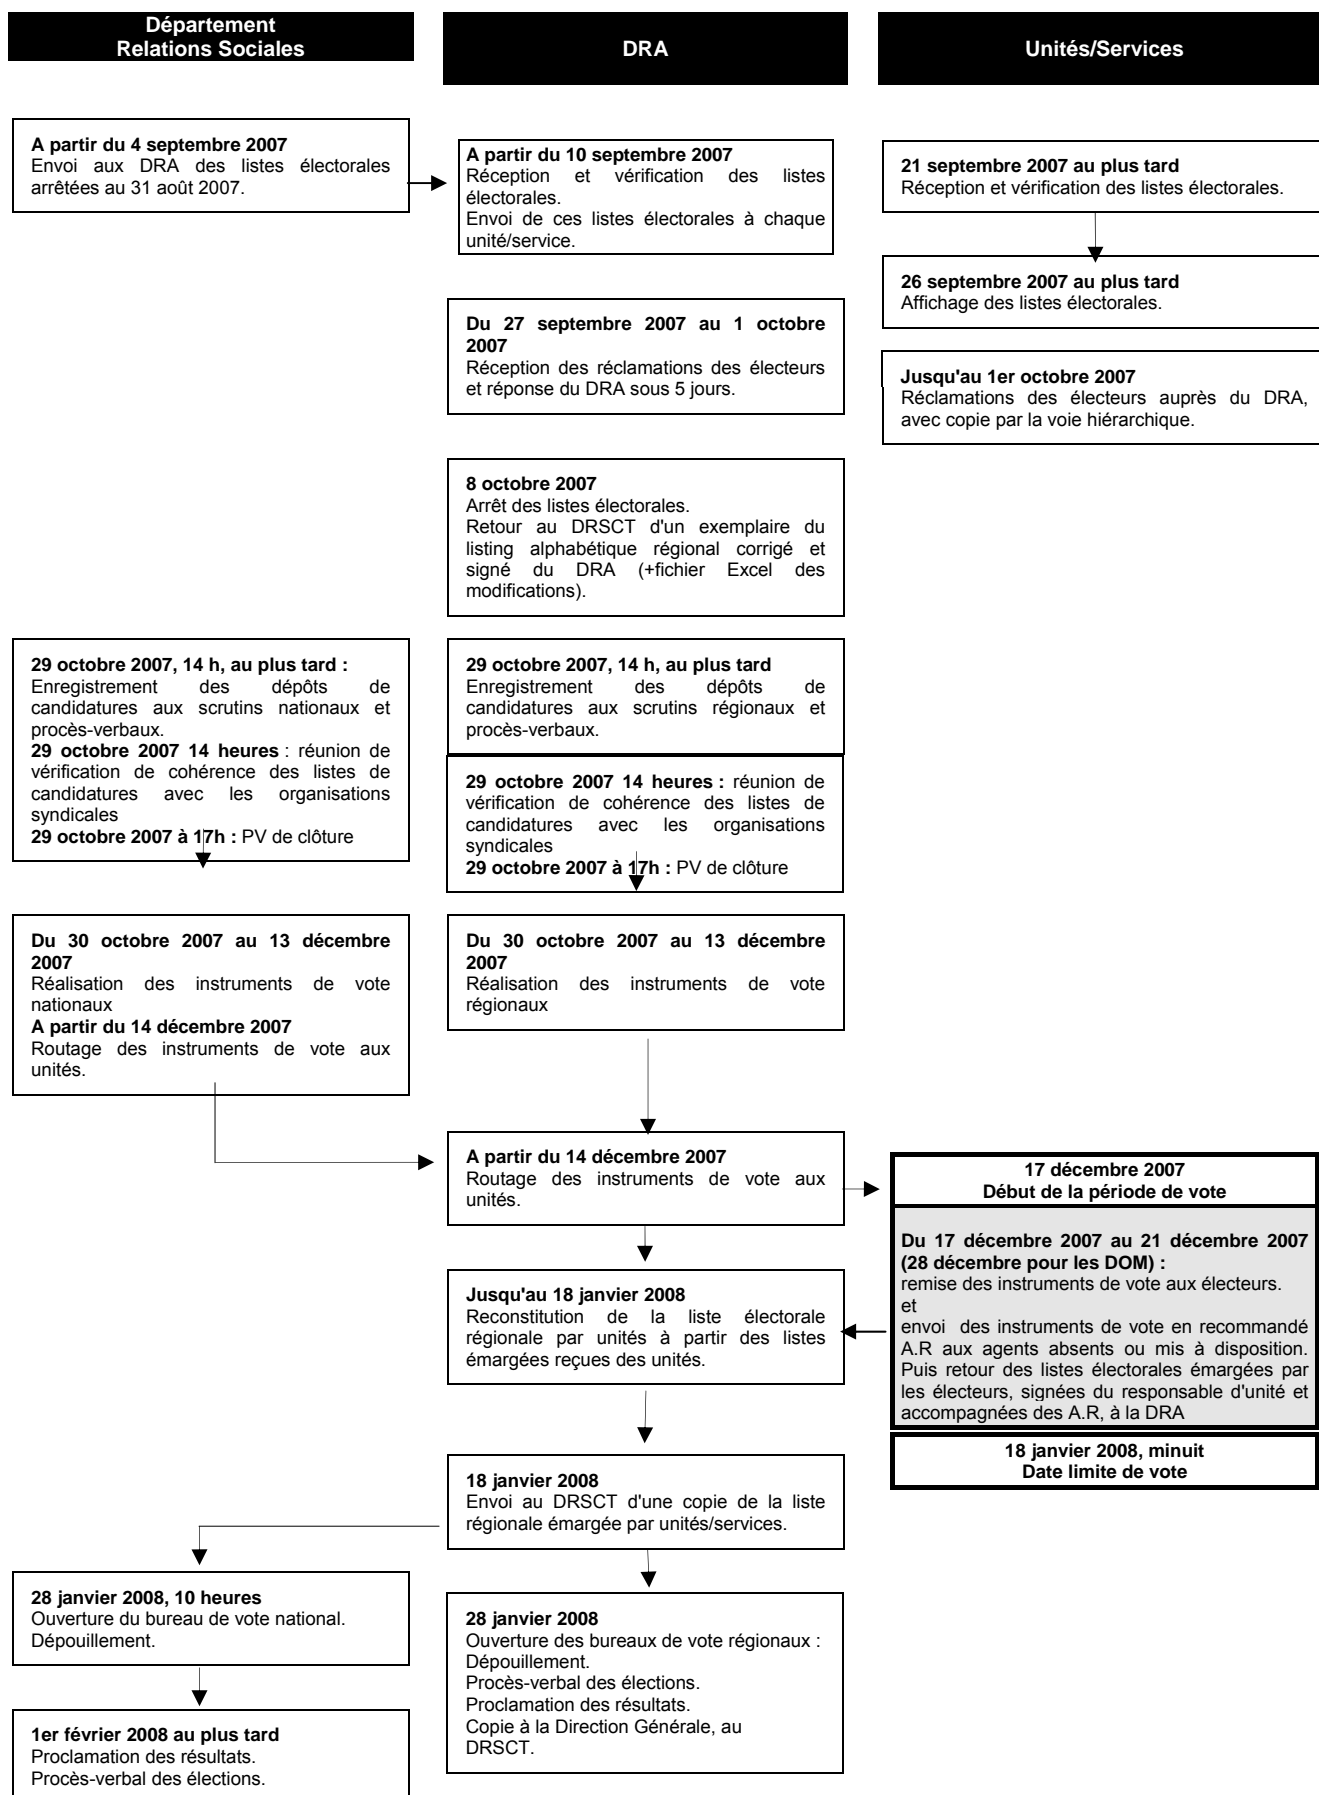 Département
Relations Sociales
DRA
Unités/Services
A partir du 4 septembre 2007
Envoi aux DRA des listes électorales
arrêtées au 31 août 2007.
A partir du 10 septembre 2007
Réception et vérification des listes
électorales.
Envoi de ces listes électorales à chaque
unité/service.
21 septembre 2007 au plus tard
Réception et vérification des listes électorales.
26 septembre 2007 au plus tard
Affichage des listes électorales.
Du 27 septembre 2007 au 1 octobre
2007
Réception des réclamations des électeurs
et réponse du DRA sous 5 jours.
Jusqu'au 1er octobre 2007
Réclamations des électeurs auprès du DRA,
avec copie par la voie hiérarchique.
8 octobre 2007
Arrêt des listes électorales.
Retour au DRSCT d'un exemplaire du
listing alphabétique régional corrigé et
signé du DRA (+fichier Excel des
modifications).
29 octobre 2007, 14 h, au plus tard :
Enregistrement des dépôts de
candidatures aux scrutins nationaux et
procès-verbaux.
29 octobre 2007 14 heures : réunion de
vérification de cohérence des listes de
candidatures avec les organisations
syndicales
29 octobre 2007 à 17h : PV de clôture
29 octobre 2007, 14 h, au plus tard
Enregistrement des dépôts de
candidatures aux scrutins régionaux et
procès-verbaux.
29 octobre 2007 14 heures : réunion de
vérification de cohérence des listes de
candidatures avec les organisations
syndicales
29 octobre 2007 à 17h : PV de clôture
Du 30 octobre 2007 au 13 décembre
2007
Réalisation des instruments de vote
nationaux
A partir du 14 décembre 2007
Routage des instruments de vote aux
unités.
Du 30 octobre 2007 au 13 décembre
2007
Réalisation des instruments de vote
régionaux
A partir du 14 décembre 2007
Routage des instruments de vote aux
unités.
17 décembre 2007
Début de la période de vote
Du 17 décembre 2007 au 21 décembre 2007
(28 décembre pour les DOM) :
remise des instruments de vote aux électeurs.
et
envoi des instruments de vote en recommandé
A.R aux agents absents ou mis à disposition.
Puis retour des listes électorales émargées par
les électeurs, signées du responsable d'unité et
accompagnées des A.R, à la DRA
18 janvier 2008, minuit
Date limite de vote
Jusqu'au 18 janvier 2008
Reconstitution de la liste électorale
régionale par unités à partir des listes
émargées reçues des unités.
18 janvier 2008
Envoi au DRSCT d'une copie de la liste
régionale émargée par unités/services.
28 janvier 2008, 10 heures
Ouverture du bureau de vote national.
Dépouillement.
28 janvier 2008
Ouverture des bureaux de vote régionaux :
Dépouillement.
Procès-verbal des élections.
Proclamation des résultats.
Copie à la Direction Générale, au
DRSCT.
1er février 2008 au plus tard
Proclamation des résultats.
Procès-verbal des élections.